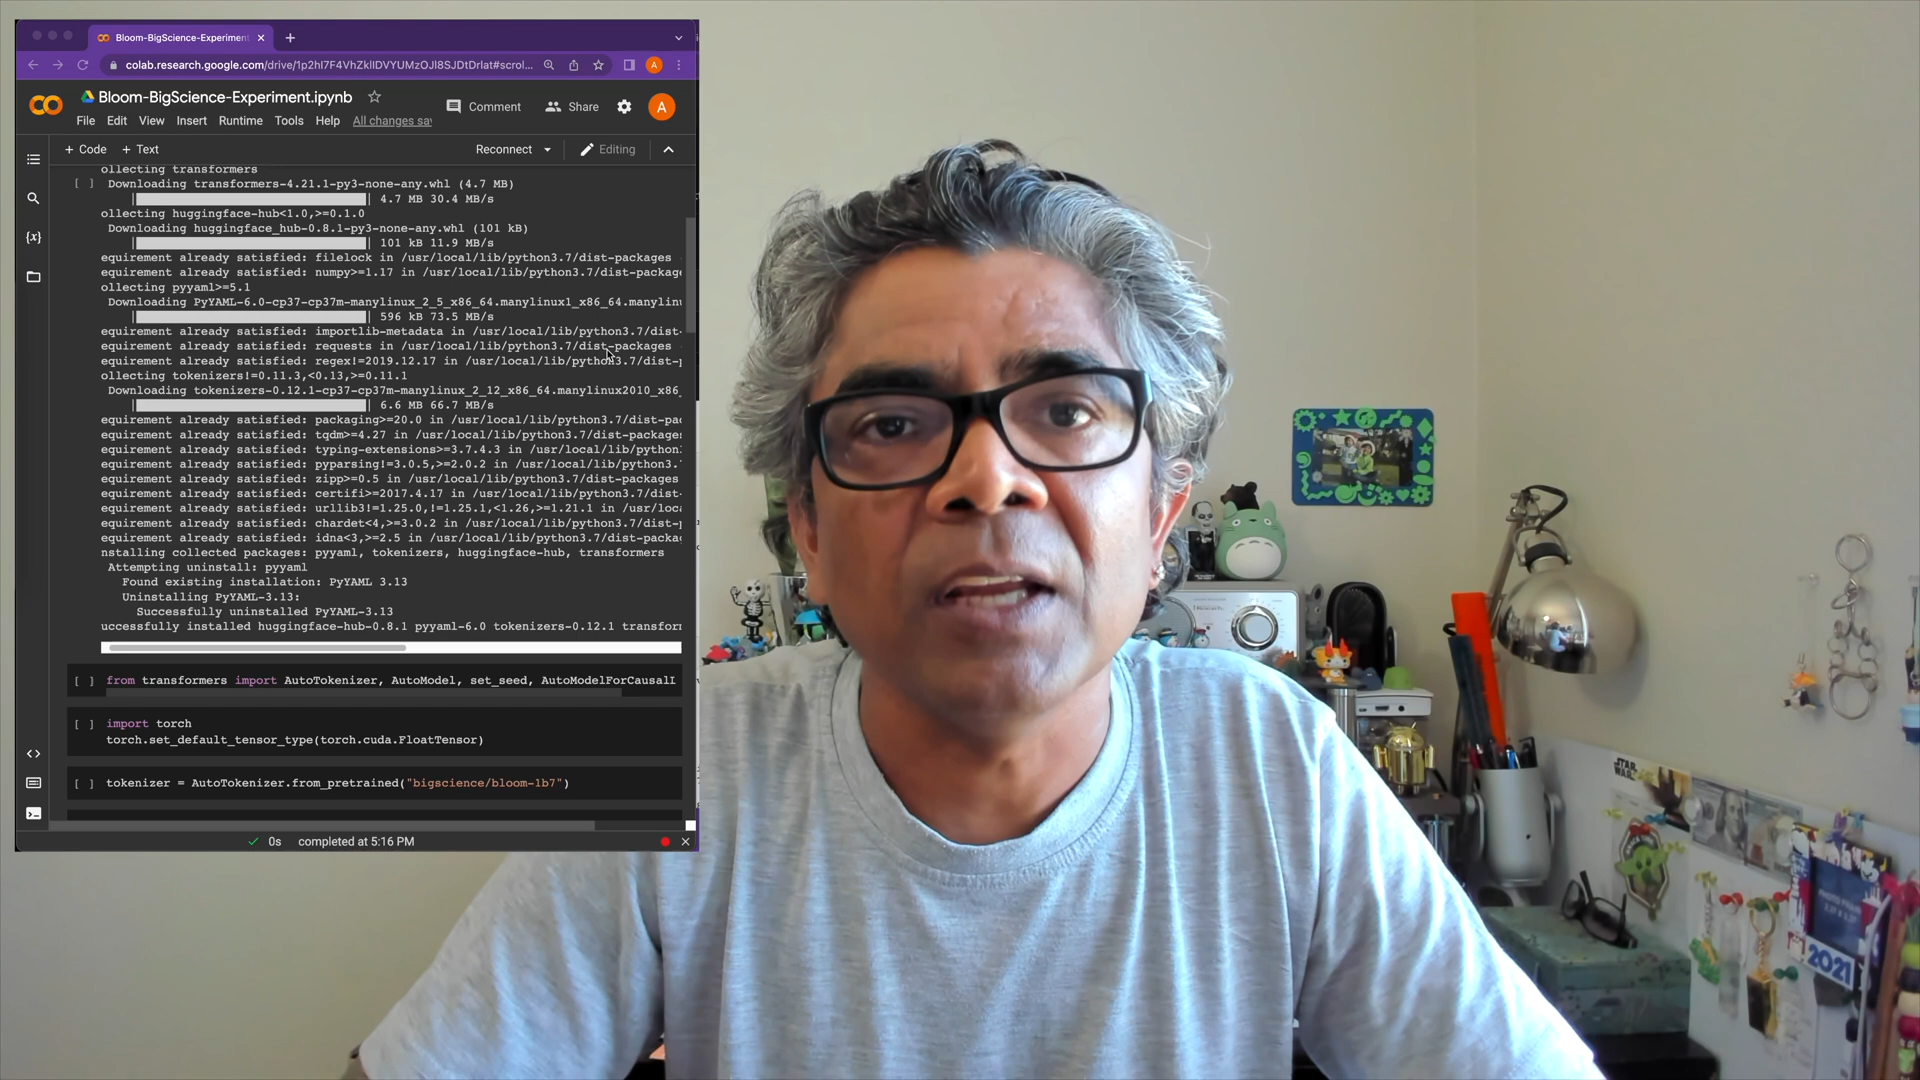 Bloom-BigScience-Experiment
colab.research.google.com/drive/1p2hI7F4VhZkIIDVYUMzOJI8SJDtDrIat#scrol...
A
Bloom-BigScience-Experiment.ipynb
Comment
Share
A
File Edit View Insert Runtime Tools Help All changes sav
+ Code + Text
Reconnect
Editing
ollecting transformers
[ ]
Downloading transformers-4.21.1-py3-none-any.whl (4.7 MB)
| 4.7 MB 30.4 MB/s
ollecting huggingface-hub<1.0,>=0.1.0
Downloading huggingface_hub-0.8.1-py3-none-any.whl (101 kB)
| 101 kB 11.9 MB/s
equirement already satisfied: filelock in /usr/local/lib/python3.7/dist-packages
equirement already satisfied: numpy>=1.17 in /usr/local/lib/python3.7/dist-package
ollecting pyyaml>=5.1
Downloading PyYAML-6.0-cp37-cp37m-manylinux_2_5_x86_64.manylinux1_x86_64.manylinu
| 596 kB 73.5 MB/s
equirement already satisfied: importlib-metadata in /usr/local/lib/python3.7/dist-
equirement already satisfied: requests in /usr/local/lib/python3.7/dist-packages
equirement already satisfied: regex!=2019.12.17 in /usr/local/lib/python3.7/dist-p
ollecting tokenizers!=0.11.3,<0.13,>=0.11.1
Downloading tokenizers-0.12.1-cp37-cp37m-manylinux_2_12_x86_64.manylinux2010_x86_
| 6.6 MB 66.7 MB/s
equirement already satisfied: packaging>=20.0 in /usr/local/lib/python3.7/dist-pac
equirement already satisfied: tqdm>=4.27 in /usr/local/lib/python3.7/dist-packages
equirement already satisfied: typing-extensions>=3.7.4.3 in /usr/local/lib/python3
equirement already satisfied: pyparsing!=3.0.5,>=2.0.2 in /usr/local/lib/python3.7
equirement already satisfied: zipp>=0.5 in /usr/local/lib/python3.7/dist-packages
equirement already satisfied: certifi>=2017.4.17 in /usr/local/lib/python3.7/dist-
equirement already satisfied: urllib3!=1.25.0,!=1.25.1,<1.26,>=1.21.1 in /usr/loca
equirement already satisfied: chardet<4,>=3.0.2 in /usr/local/lib/python3.7/dist-p
equirement already satisfied: idna<3,>=2.5 in /usr/local/lib/python3.7/dist-packag
nstalling collected packages: pyyaml, tokenizers, huggingface-hub, transformers
Attempting uninstall: pyyaml
Found existing installation: PyYAML 3.13
Uninstalling PyYAML-3.13:
Successfully uninstalled PyYAML-3.13
uccessfully installed huggingface-hub-0.8.1 pyyaml-6.0 tokenizers-0.12.1 transform
[ ] from transformers import AutoTokenizer, AutoModel, set_seed, AutoModelForCausalL
[ ] import torch
torch.set_default_tensor_type(torch.cuda.FloatTensor)
[ ] tokenizer = AutoTokenizer.from_pretrained("bigscience/bloom-1b7")
0s completed at 5:16 PM
STAR
WARS
PHOTO FRAME
2021